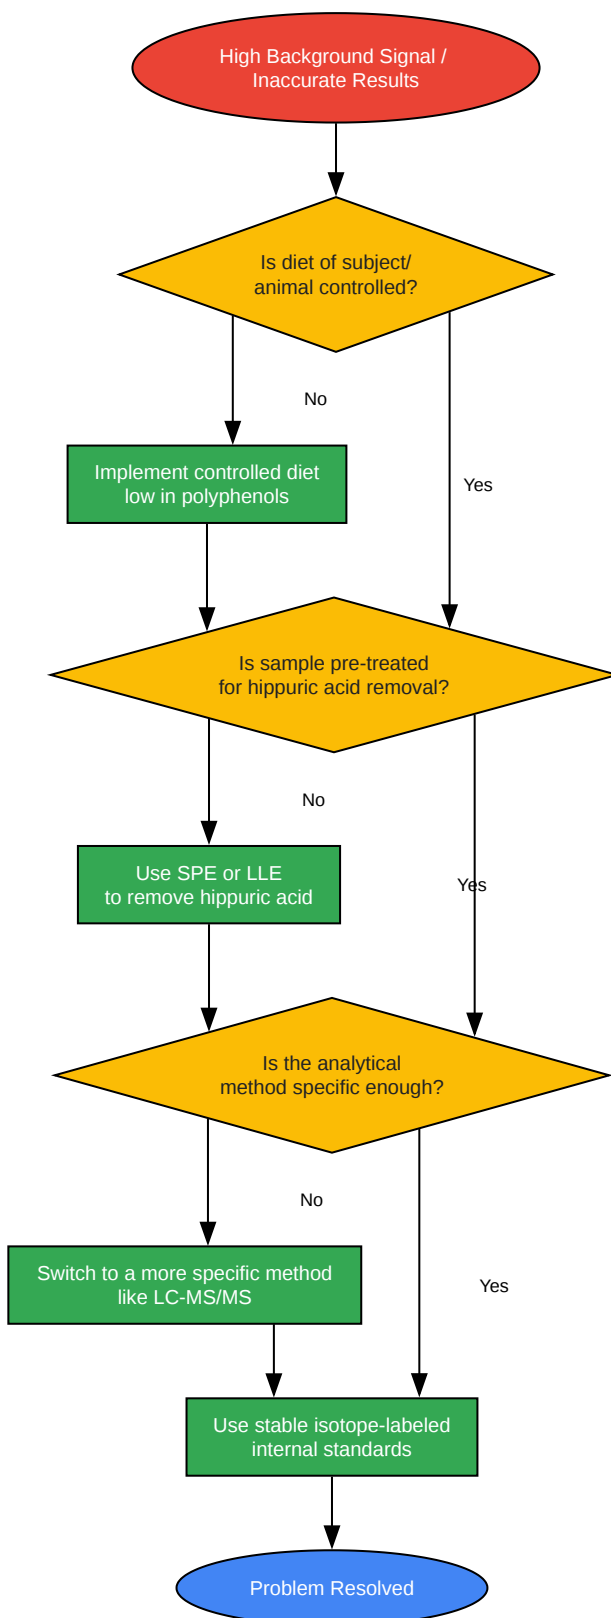 High Background Signal /
Inaccurate Results
Is diet of subject/
animal controlled?
No
Implement controlled diet
low in polyphenols
Yes
Is sample pre-treated
for hippuric acid removal?
No
Use SPE or LLE
to remove hippuric acid
Yes
Is the analytical
method specific enough?
No
Switch to a more specific method
like LC-MS/MS
Yes
Use stable isotope-labeled
internal standards
Problem Resolved